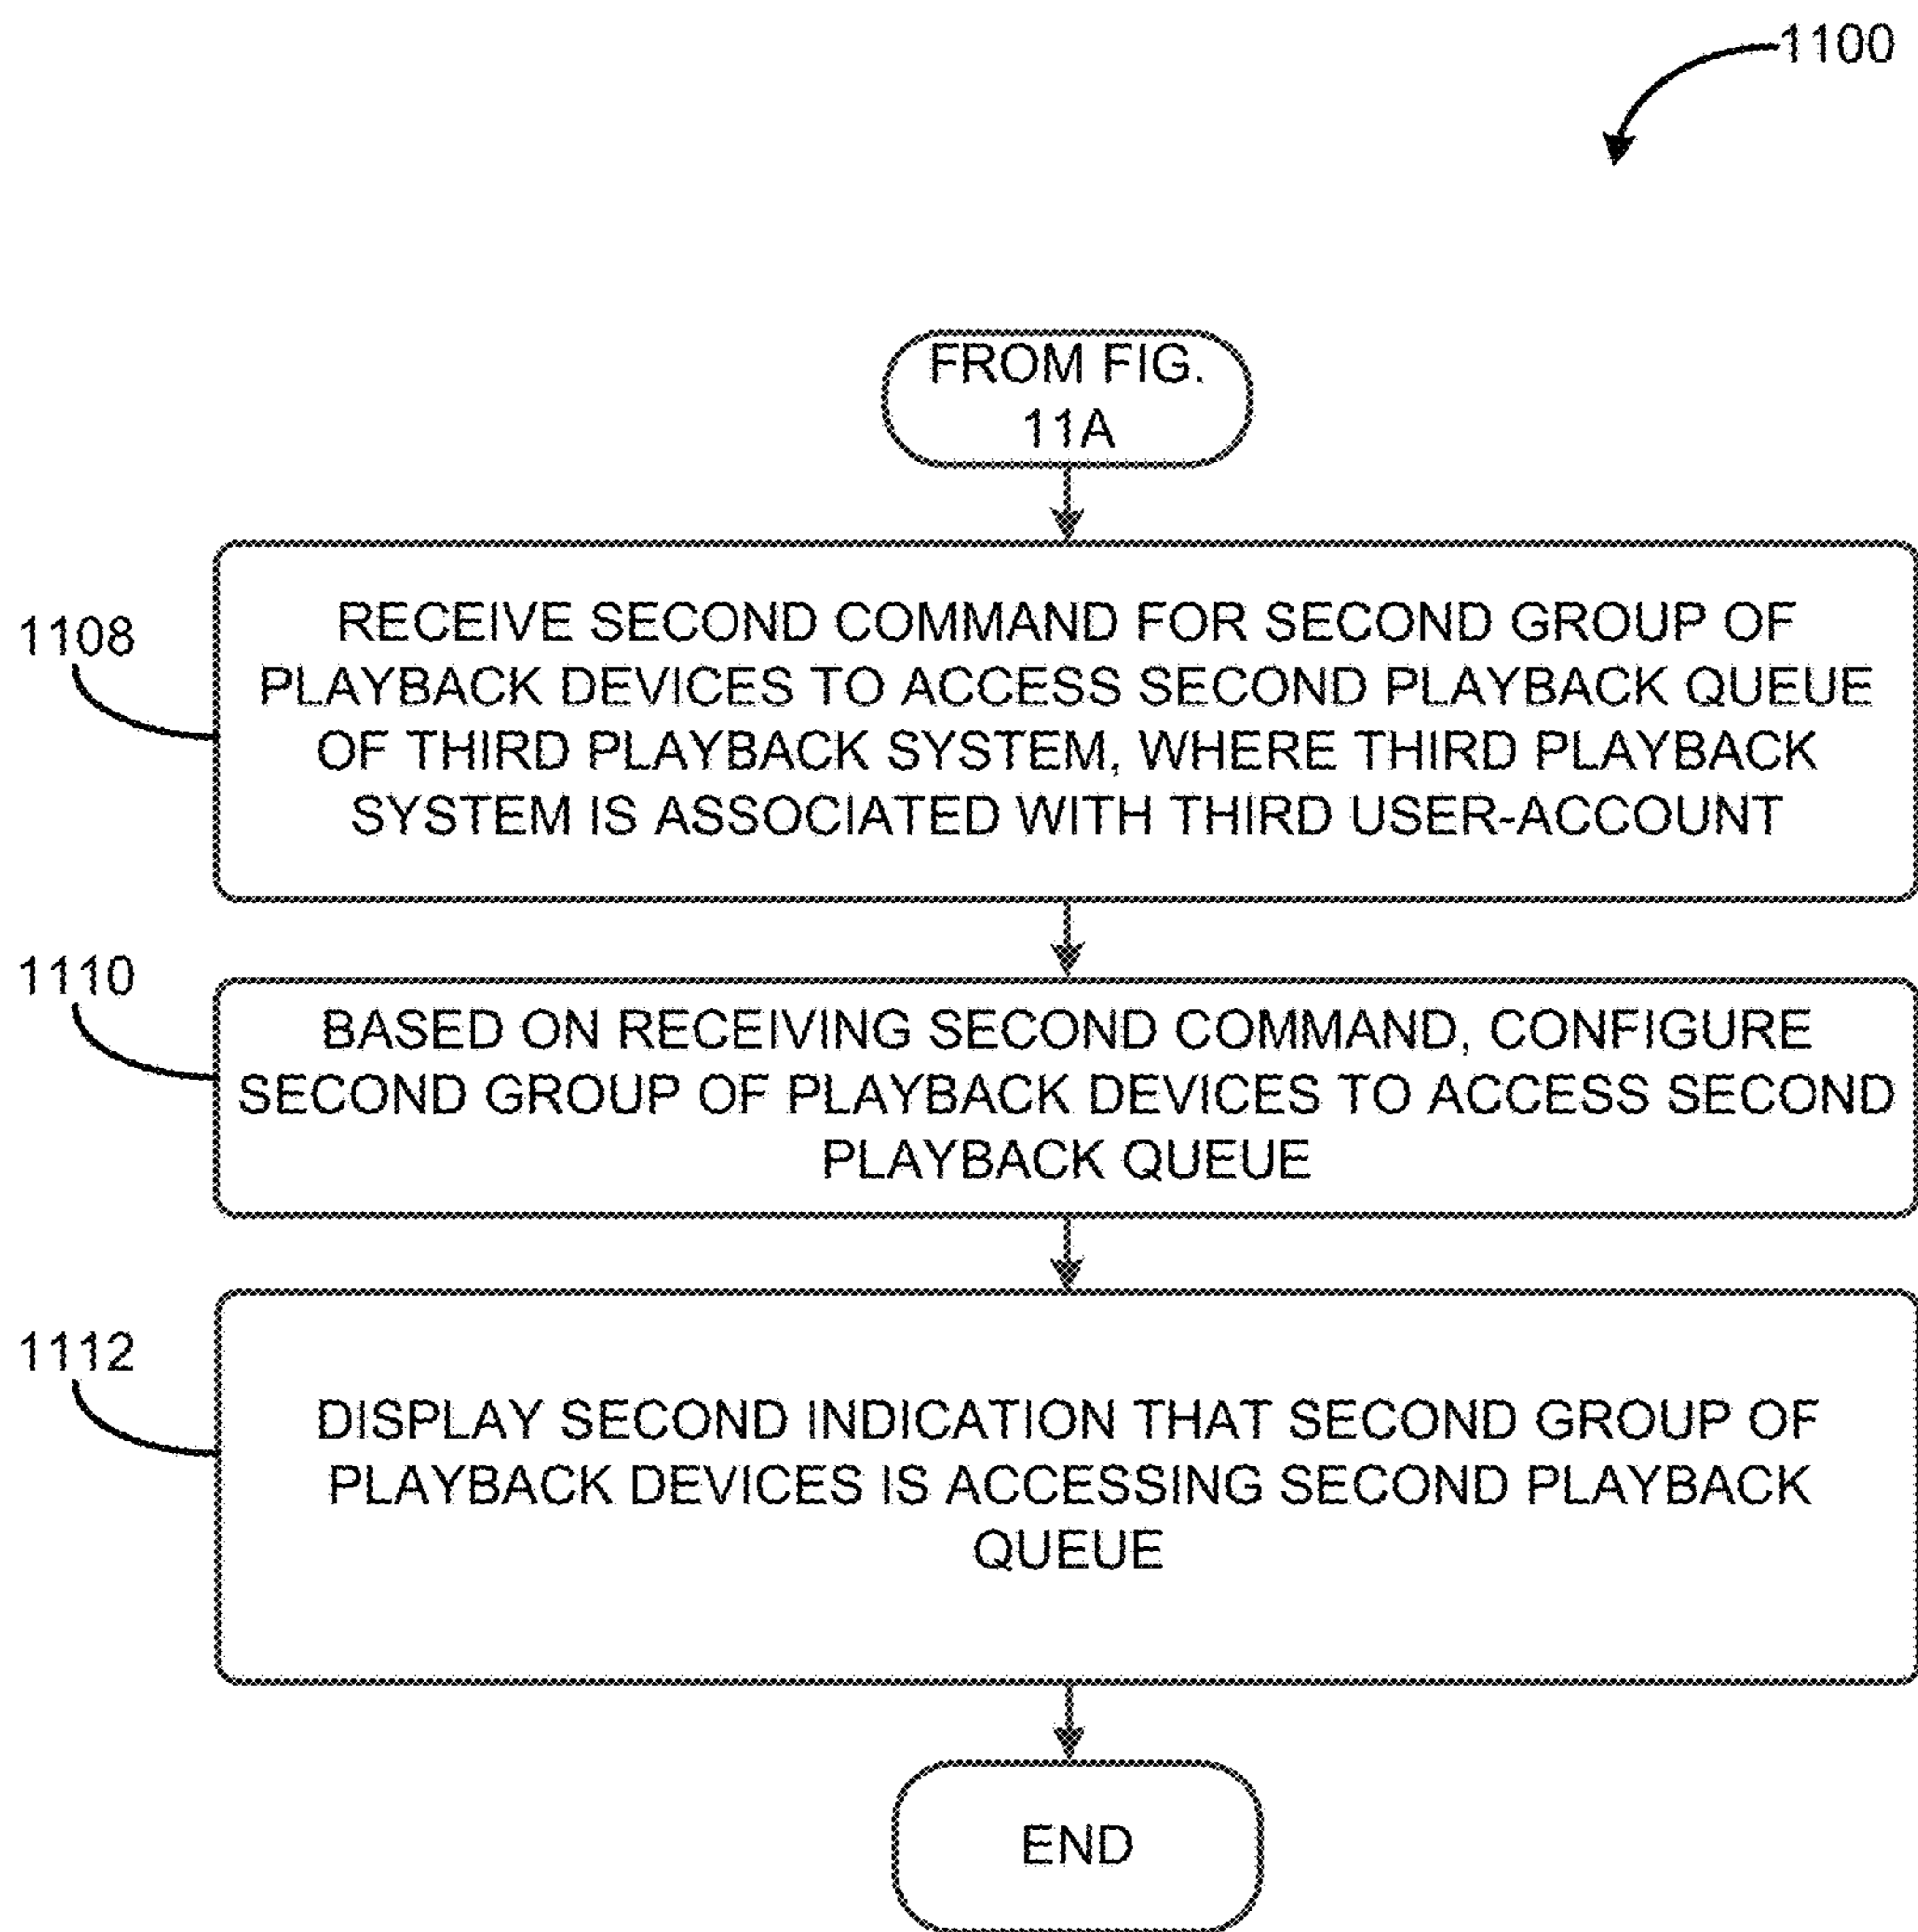 1100
FROM FIG.
11A
1108
RECEIVE SECOND COMMAND FOR SECOND GROUP OF
PLAYBACK DEVICES TO ACCESS SECOND PLAYBACK QUEUE
OF THIRD PLAYBACK SYSTEM, WHERE THIRD PLAYBACK
SYSTEM IS ASSOCIATED WITH THIRD USER-ACCOUNT
1110
BASED ON RECEIVING SECOND COMMAND, CONFIGURE
SECOND GROUP OF PLAYBACK DEVICES TO ACCESS SECOND
PLAYBACK QUEUE
1112
DISPLAY SECOND INDICATION THAT SECOND GROUP OF
PLAYBACK DEVICES IS ACCESSING SECOND PLAYBACK
QUEUE
END